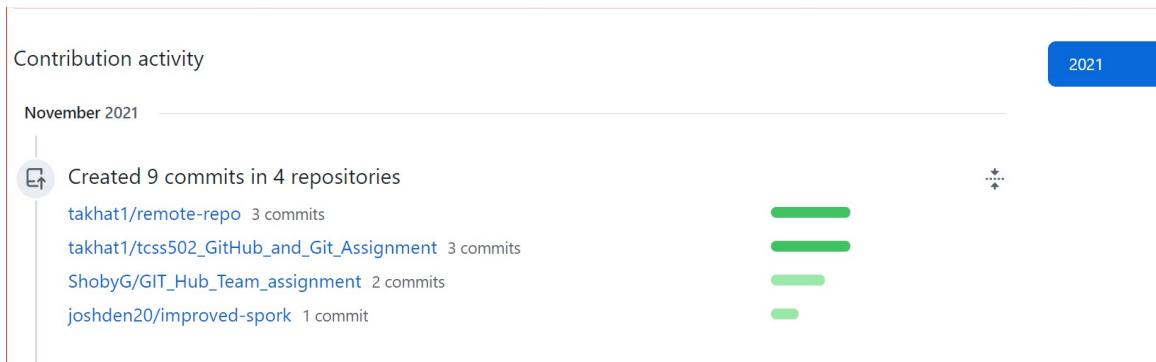 Contribution activity
2021
November 2021
Created 9 commits in 4 repositories
takhat1/remote-repo 3 commits
takhat1/tcss502_GitHub_and_Git_Assignment 3 commits
ShobyG/GIT_Hub_Team_assignment 2 commits
joshden20/improved-spork 1 commit